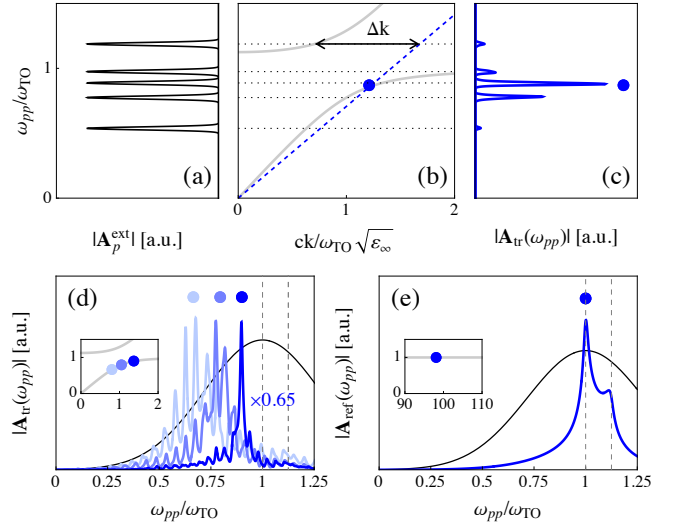 ω_pp/ω_TO
1
0
(a)
|A_p^ext| [a.u.]
Δk
(b)
0 1 2
ck/ω_TO √ε_∞
(c)
|A_tr(ω_pp)| [a.u.]
(d)
|A_tr(ω_pp)| [a.u.]
1
0
0 1 2
×0.65
0 0.25 0.5 0.75 1 1.25
ω_pp/ω_TO
(e)
|A_ref(ω_pp)| [a.u.]
1
0
90 100 110
0 0.25 0.5 0.75 1 1.25
ω_pp/ω_TO